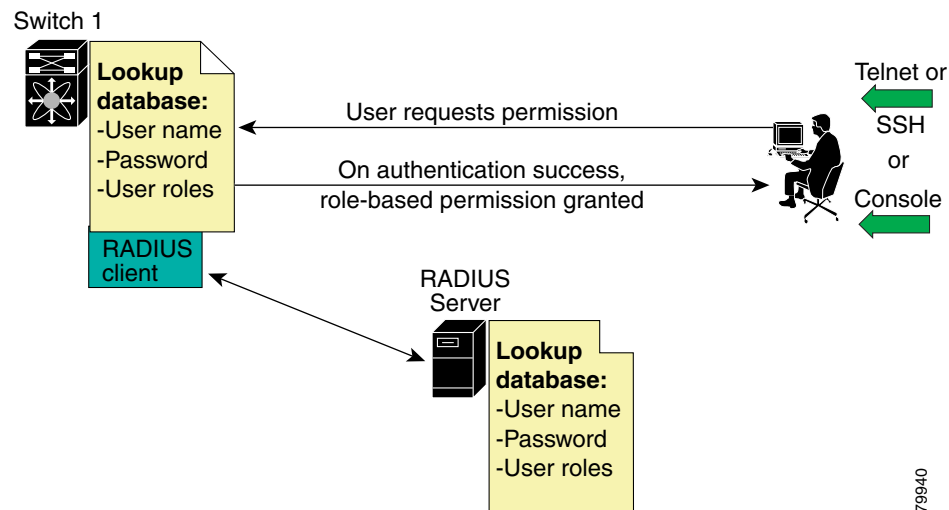 Switch 1
Lookup
database:
-User name
-Password
-User roles
RADIUS
client
User requests permission
On authentication success,
role-based permission granted
Telnet or
SSH
or
Console
RADIUS
Server
Lookup
database:
-User name
-Password
-User roles
79940